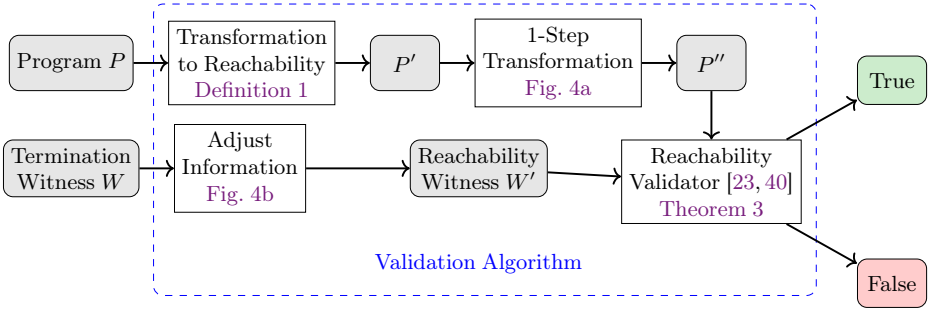 Program P
Transformation
to Reachability
Definition 1
P′
1-Step
Transformation
Fig. 4a
P′′
True
Termination
Witness W
Adjust
Information
Fig. 4b
Reachability
Witness W′
Reachability
Validator [23, 40]
Theorem 3
Validation Algorithm
False